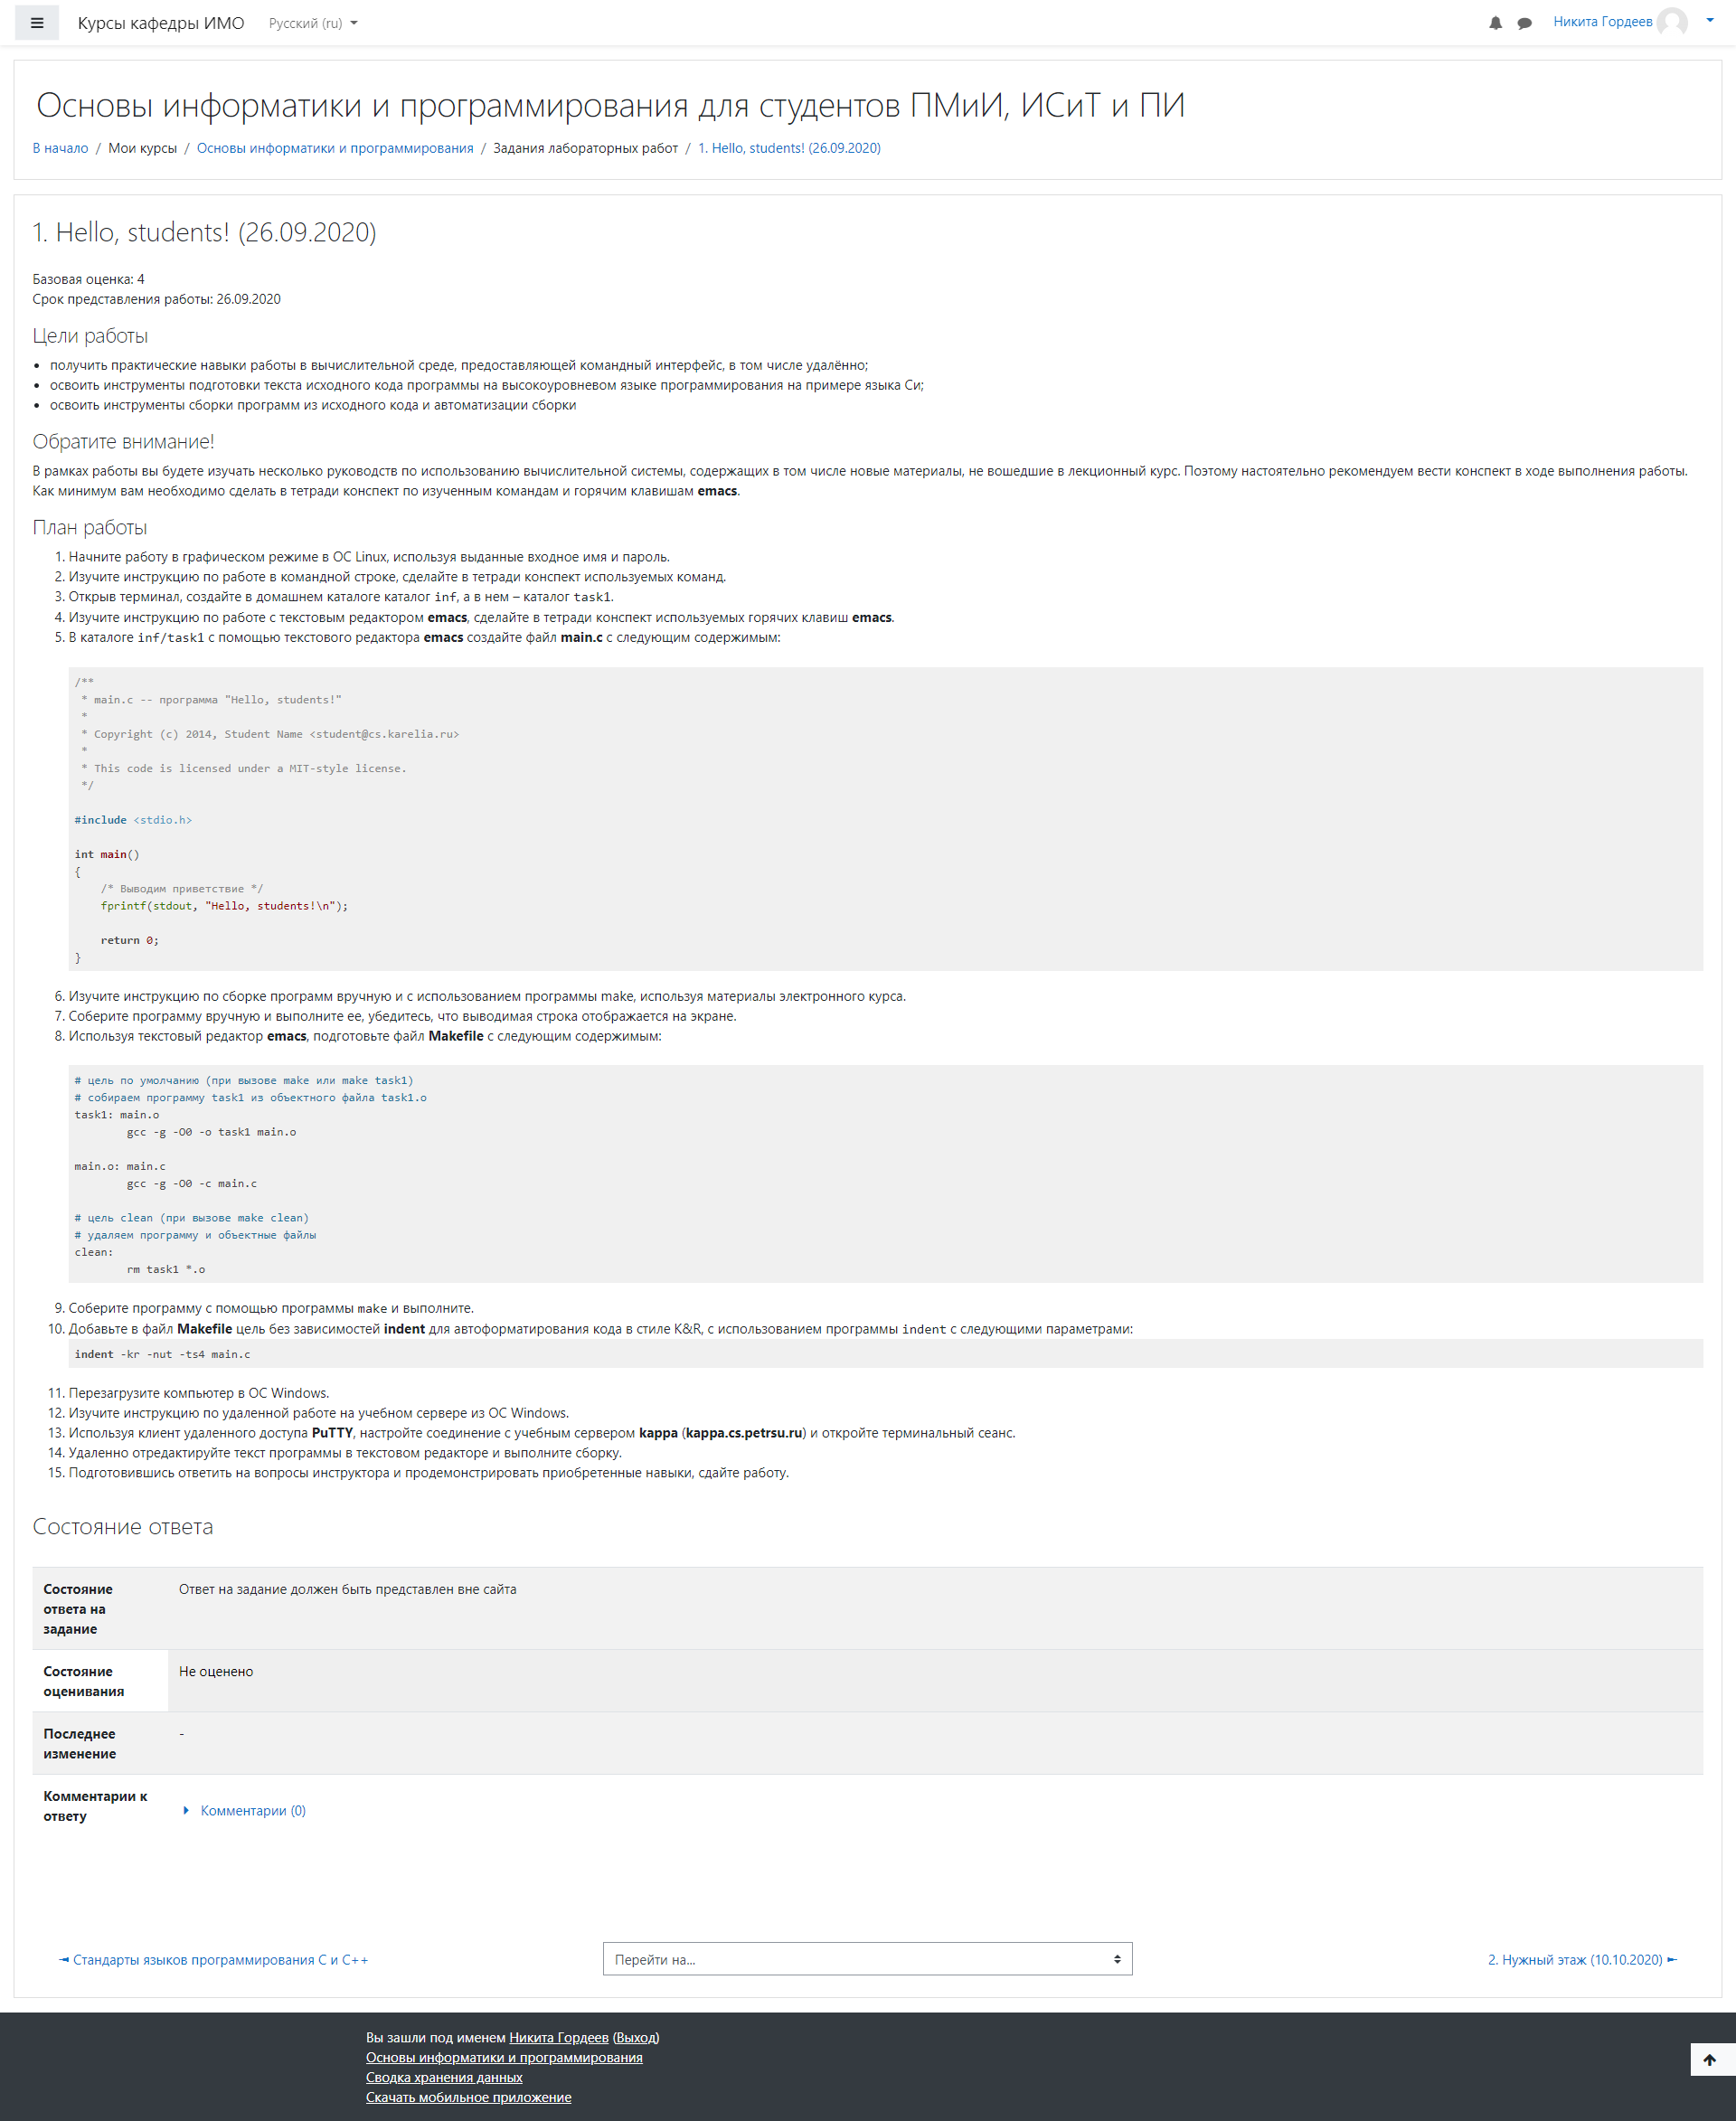 Курсы кафедры ИМО
Русский (ru)
Никита Гордеев
Основы информатики и программирования для студентов ПМиИ, ИСиТ и ПИ
В начало / Мои курсы / Основы информатики и программирования / Задания лабораторных работ / 1. Hello, students! (26.09.2020)
1. Hello, students! (26.09.2020)
Базовая оценка: 4
Срок представления работы: 26.09.2020
Цели работы
• получить практические навыки работы в вычислительной среде, предоставляющей командный интерфейс, в том числе удалённо;
• освоить инструменты подготовки текста исходного кода программы на высокоуровневом языке программирования на примере языка Си;
• освоить инструменты сборки программ из исходного кода и автоматизации сборки
Обратите внимание!
В рамках работы вы будете изучать несколько руководств по использованию вычислительной системы, содержащих в том числе новые материалы, не вошедшие в лекционный курс. Поэтому настоятельно рекомендуем вести конспект в ходе выполнения работы.
Как минимум вам необходимо сделать в тетради конспект по изученным командам и горячим клавишам emacs.
План работы
1. Начните работу в графическом режиме в ОС Linux, используя выданные входное имя и пароль.
2. Изучите инструкцию по работе в командной строке, сделайте в тетради конспект используемых команд.
3. Открыв терминал, создайте в домашнем каталоге каталог inf, а в нем – каталог task1.
4. Изучите инструкцию по работе с текстовым редактором emacs, сделайте в тетради конспект используемых горячих клавиш emacs.
5. В каталоге inf/task1 с помощью текстового редактора emacs создайте файл main.c с следующим содержимым:
/**
 * main.c -- программа "Hello, students!"
 *
 * Copyright (c) 2014, Student Name <student@cs.karelia.ru>
 *
 * This code is licensed under a MIT-style license.
 */
#include <stdio.h>
int main()
{
    /* Выводим приветствие */
    fprintf(stdout, "Hello, students!\n");
    return 0;
}
6. Изучите инструкцию по сборке программ вручную и с использованием программы make, используя материалы электронного курса.
7. Соберите программу вручную и выполните ее, убедитесь, что выводимая строка отображается на экране.
8. Используя текстовый редактор emacs, подготовьте файл Makefile с следующим содержимым:
# цель по умолчанию (при вызове make или make task1)
# собираем программу task1 из объектного файла task1.o
task1: main.o
        gcc -g -O0 -o task1 main.o
main.o: main.c
        gcc -g -O0 -c main.c
# цель clean (при вызове make clean)
# удаляем программу и объектные файлы
clean:
        rm task1 *.o
9. Соберите программу с помощью программы make и выполните.
10. Добавьте в файл Makefile цель без зависимостей indent для автоформатирования кода в стиле K&R, с использованием программы indent с следующими параметрами:
indent -kr -nut -ts4 main.c
11. Перезагрузите компьютер в ОС Windows.
12. Изучите инструкцию по удаленной работе на учебном сервере из ОС Windows.
13. Используя клиент удаленного доступа PuTTY, настройте соединение с учебным сервером kappa (kappa.cs.petrsu.ru) и откройте терминальный сеанс.
14. Удаленно отредактируйте текст программы в текстовом редакторе и выполните сборку.
15. Подготовившись ответить на вопросы инструктора и продемонстрировать приобретенные навыки, сдайте работу.
Состояние ответа
Состояние ответа на задание
Ответ на задание должен быть представлен вне сайта
Состояние оценивания
Не оценено
Последнее изменение
-
Комментарии к ответу
Комментарии (0)
◄ Стандарты языков программирования C и C++
Перейти на...
2. Нужный этаж (10.10.2020) ►
Вы зашли под именем Никита Гордеев (Выход)
Основы информатики и программирования
Сводка хранения данных
Скачать мобильное приложение